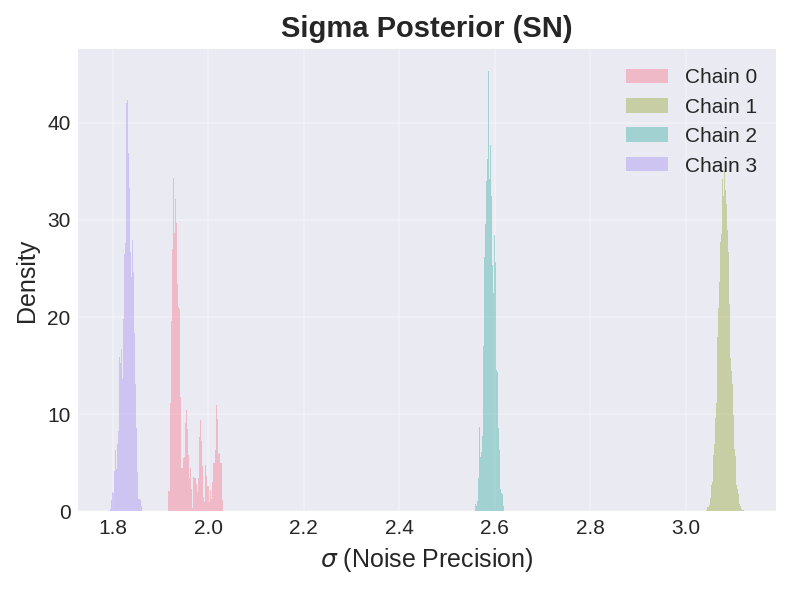 Sigma Posterior (SN)
Chain 0
Chain 1
Chain 2
Chain 3
Density
40
30
20
10
0
1.8 2.0 2.2 2.4 2.6 2.8 3.0
σ (Noise Precision)